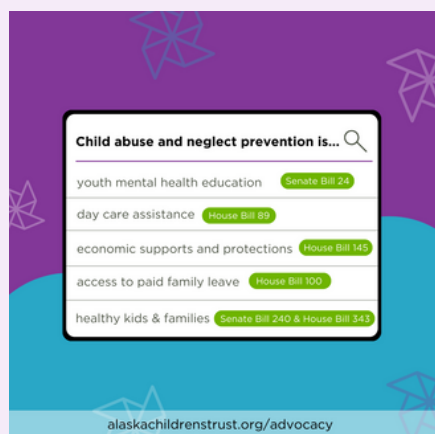 Child abuse and neglect prevention is...
youth mental health education Senate Bill 24
day care assistance House Bill 89
economic supports and protections House Bill 145
access to paid family leave House Bill 100
healthy kids & families Senate Bill 240 & House Bill 343
alaskachildrenstrust.org/advocacy